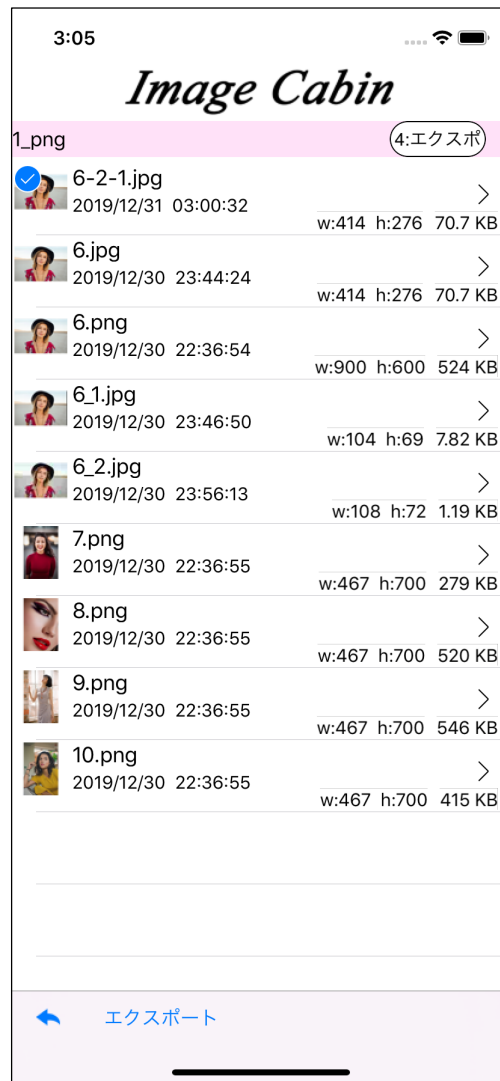 3:05
Image Cabin
1_png 4:エクスポ
6-2-1.jpg
2019/12/31 03:00:32
w:414 h:276 70.7 KB
6.jpg
2019/12/30 23:44:24
w:414 h:276 70.7 KB
6.png
2019/12/30 22:36:54
w:900 h:600 524 KB
6_1.jpg
2019/12/30 23:46:50
w:104 h:69 7.82 KB
6_2.jpg
2019/12/30 23:56:13
w:108 h:72 1.19 KB
7.png
2019/12/30 22:36:55
w:467 h:700 279 KB
8.png
2019/12/30 22:36:55
w:467 h:700 520 KB
9.png
2019/12/30 22:36:55
w:467 h:700 546 KB
10.png
2019/12/30 22:36:55
w:467 h:700 415 KB
エクスポート